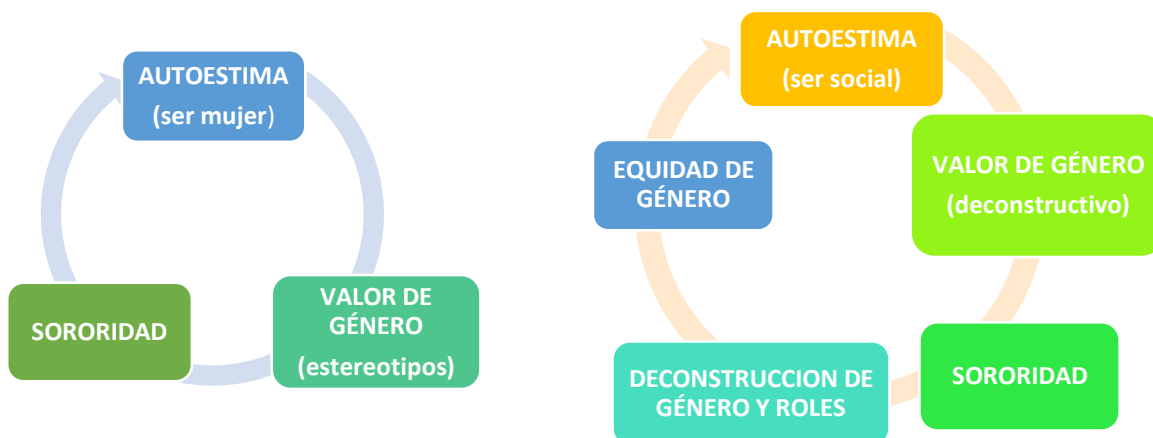 AUTOESTIMA
(ser mujer)
VALOR DE
GÉNERO
(estereotipos)
SORORIDAD
AUTOESTIMA
(ser social)
VALOR DE GÉNERO
(deconstructivo)
SORORIDAD
DECONSTRUCCION DE
GÉNERO Y ROLES
EQUIDAD DE
GÉNERO